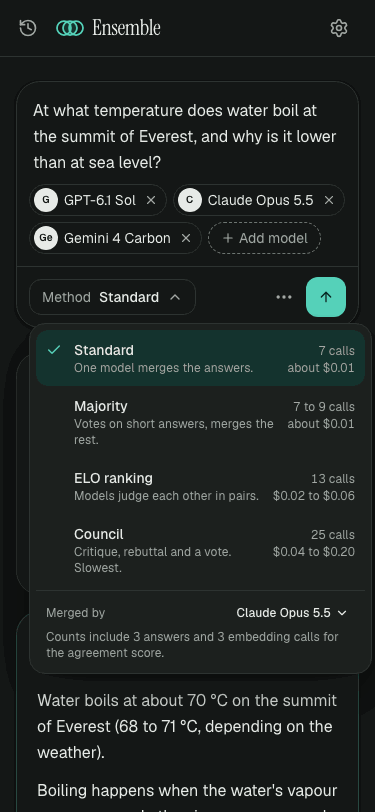 Ensemble
At what temperature does water boil at
the summit of Everest, and why is it lower
than at sea level?
G GPT-6.1 Sol × C Claude Opus 5.5 ×
Ge Gemini 4 Carbon × + Add model
Method Standard
Standard 7 calls
One model merges the answers. about $0.01
Majority 7 to 9 calls
Votes on short answers, merges the about $0.01
rest.
ELO ranking 13 calls
Models judge each other in pairs. $0.02 to $0.06
Council 25 calls
Critique, rebuttal and a vote. $0.04 to $0.20
Slowest.
Merged by Claude Opus 5.5
Counts include 3 answers and 3 embedding calls for
the agreement score.
Water boils at about 70 °C on the summit
of Everest (68 to 71 °C, depending on the
weather).
Boiling happens when the water's vapour